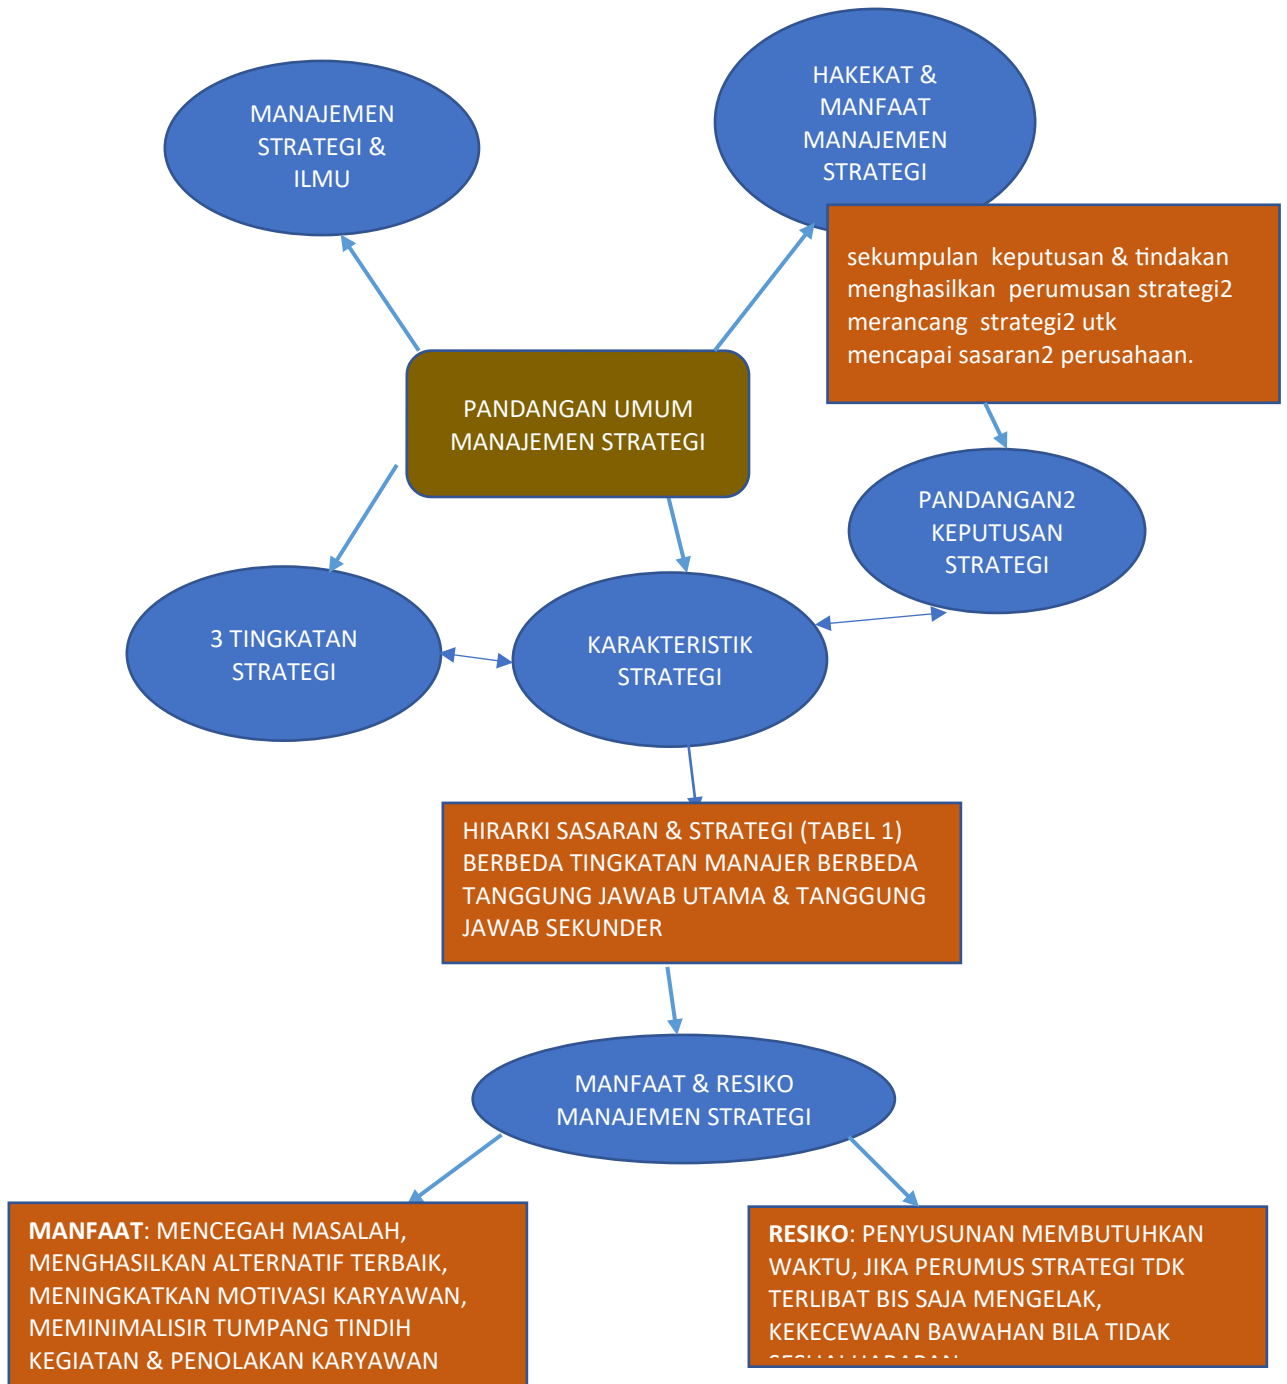 MANAJEMEN
STRATEGI &
ILMU
HAKEKAT &
MANFAAT
MANAJEMEN
STRATEGI
sekumpulan keputusan & tindakan
menghasilkan perumusan strategi2
merancang strategi2 utk
mencapai sasaran2 perusahaan.
PANDANGAN UMUM
MANAJEMEN STRATEGI
PANDANGAN2
KEPUTUSAN
STRATEGI
3 TINGKATAN
STRATEGI
KARAKTERISTIK
STRATEGI
HIRARKI SASARAN & STRATEGI (TABEL 1)
BERBEDA TINGKATAN MANAJER BERBEDA
TANGGUNG JAWAB UTAMA & TANGGUNG
JAWAB SEKUNDER
MANFAAT & RESIKO
MANAJEMEN STRATEGI
MANFAAT: MENCEGAH MASALAH,
MENGHASILKAN ALTERNATIF TERBAIK,
MENINGKATKAN MOTIVASI KARYAWAN,
MEMINIMALISIR TUMPANG TINDIH
KEGIATAN & PENOLAKAN KARYAWAN
RESIKO: PENYUSUNAN MEMBUTUHKAN
WAKTU, JIKA PERUMUS STRATEGI TDK
TERLIBAT BIS SAJA MENGELAK,
KEKECEWAAN BAWAHAN BILA TIDAK